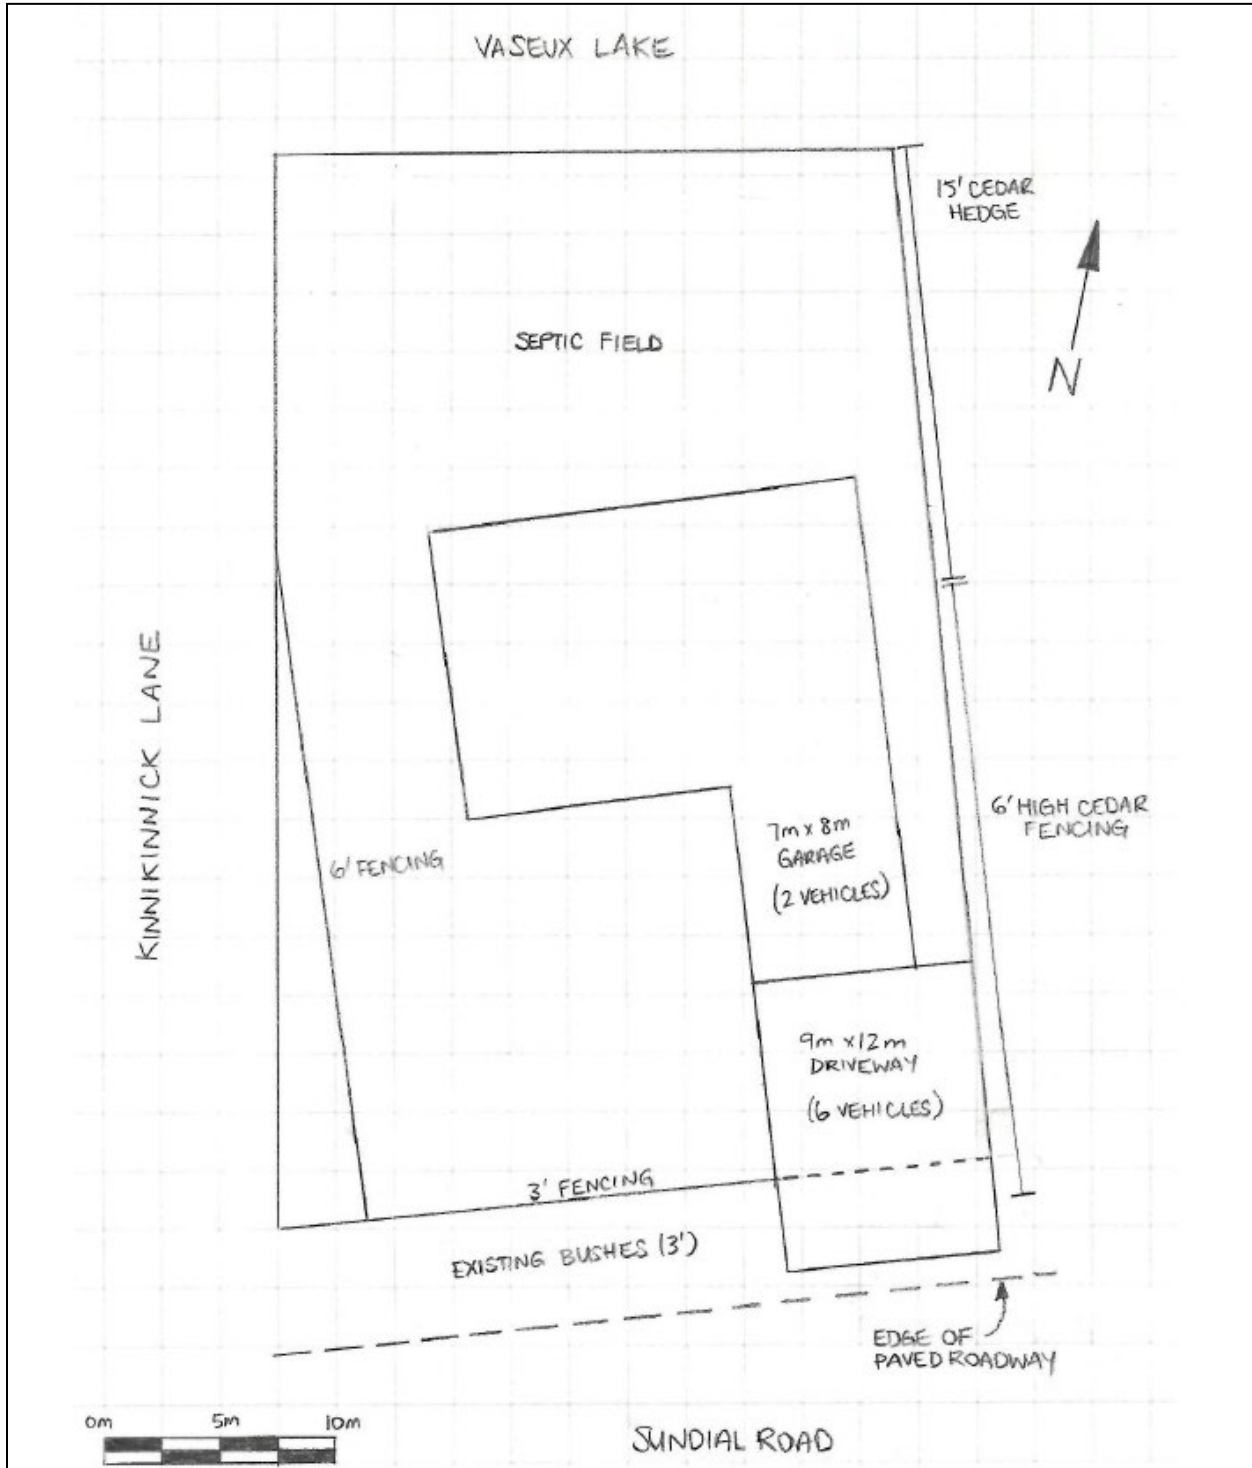 VASEUX LAKE
15' CEDAR
HEDGE
N
SEPTIC FIELD
KINNIKINNICK LANE
6' FENCING
7m x 8m
GARAGE
(2 VEHICLES)
6' HIGH CEDAR
FENCING
9m x 12m
DRIVEWAY
(6 VEHICLES)
3' FENCING
EXISTING BUSHES (3')
EDGE OF
PAVED ROADWAY
0m 5m 10m
SUNDIAL ROAD